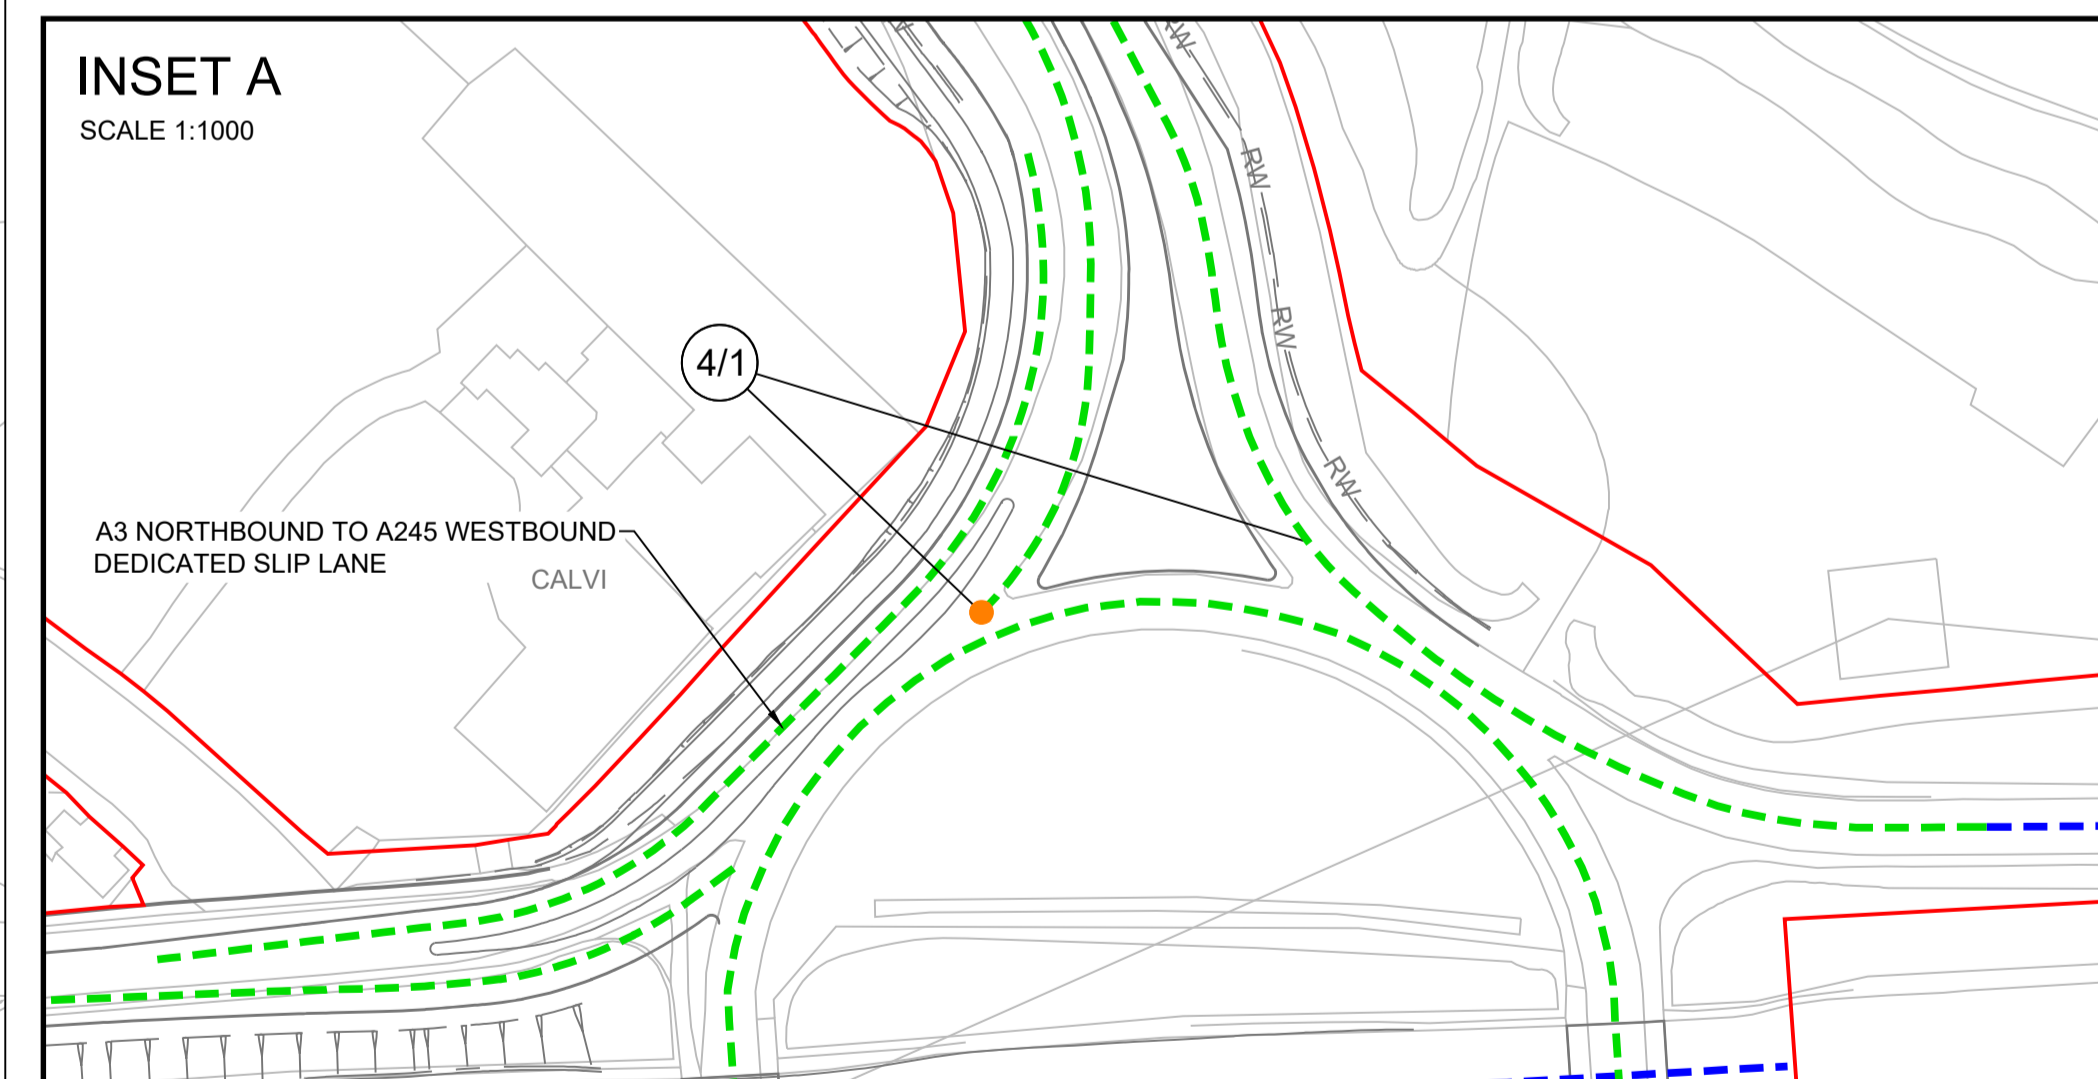 INSET A
SCALE 1:1000
RW
RW
RW
RW
4/1
A3 NORTHBOUND TO A245 WESTBOUND
DEDICATED SLIP LANE
CALVI